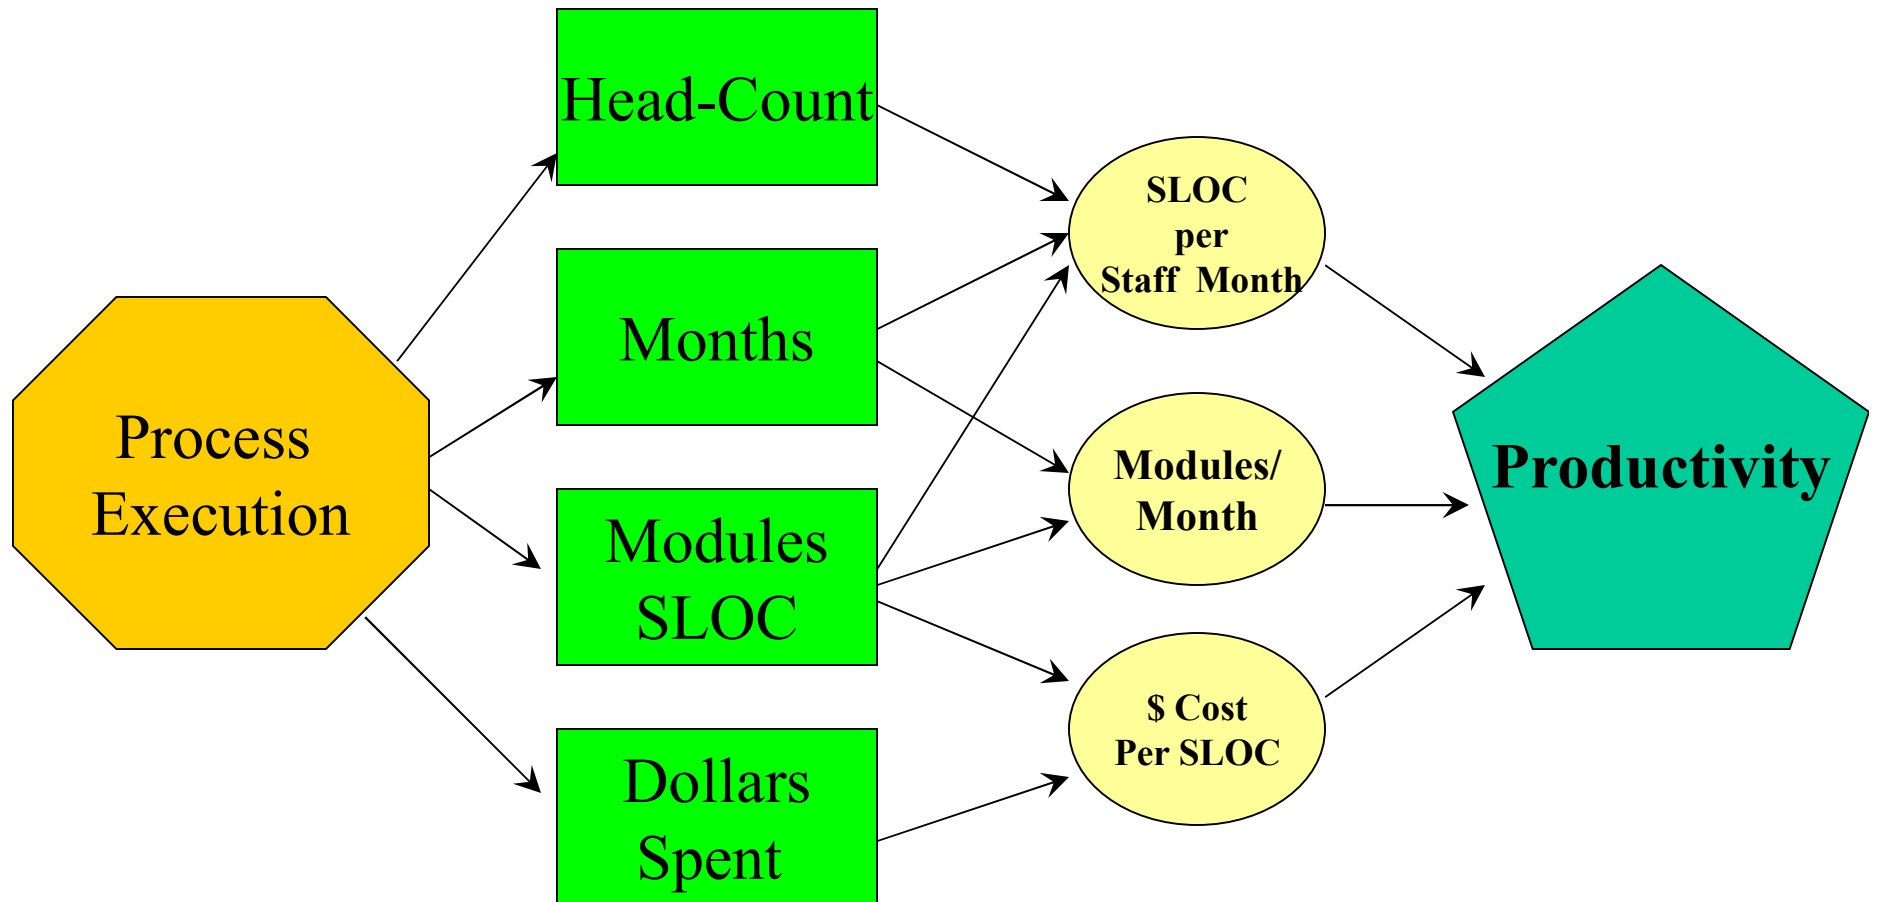 Process
Execution
Head-Count
Months
Modules
SLOC
Dollars
Spent
SLOC
per
Staff Month
Modules/
Month
$ Cost
Per SLOC
Productivity